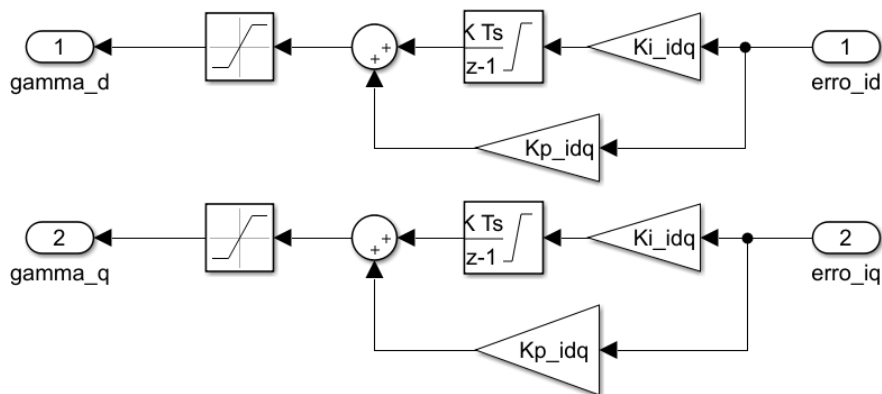 1
gamma_d
+
+
K Ts
z-1
Ki_idq
1
erro_id
Kp_idq
2
gamma_q
+
+
K Ts
z-1
Ki_idq
2
erro_iq
Kp_idq